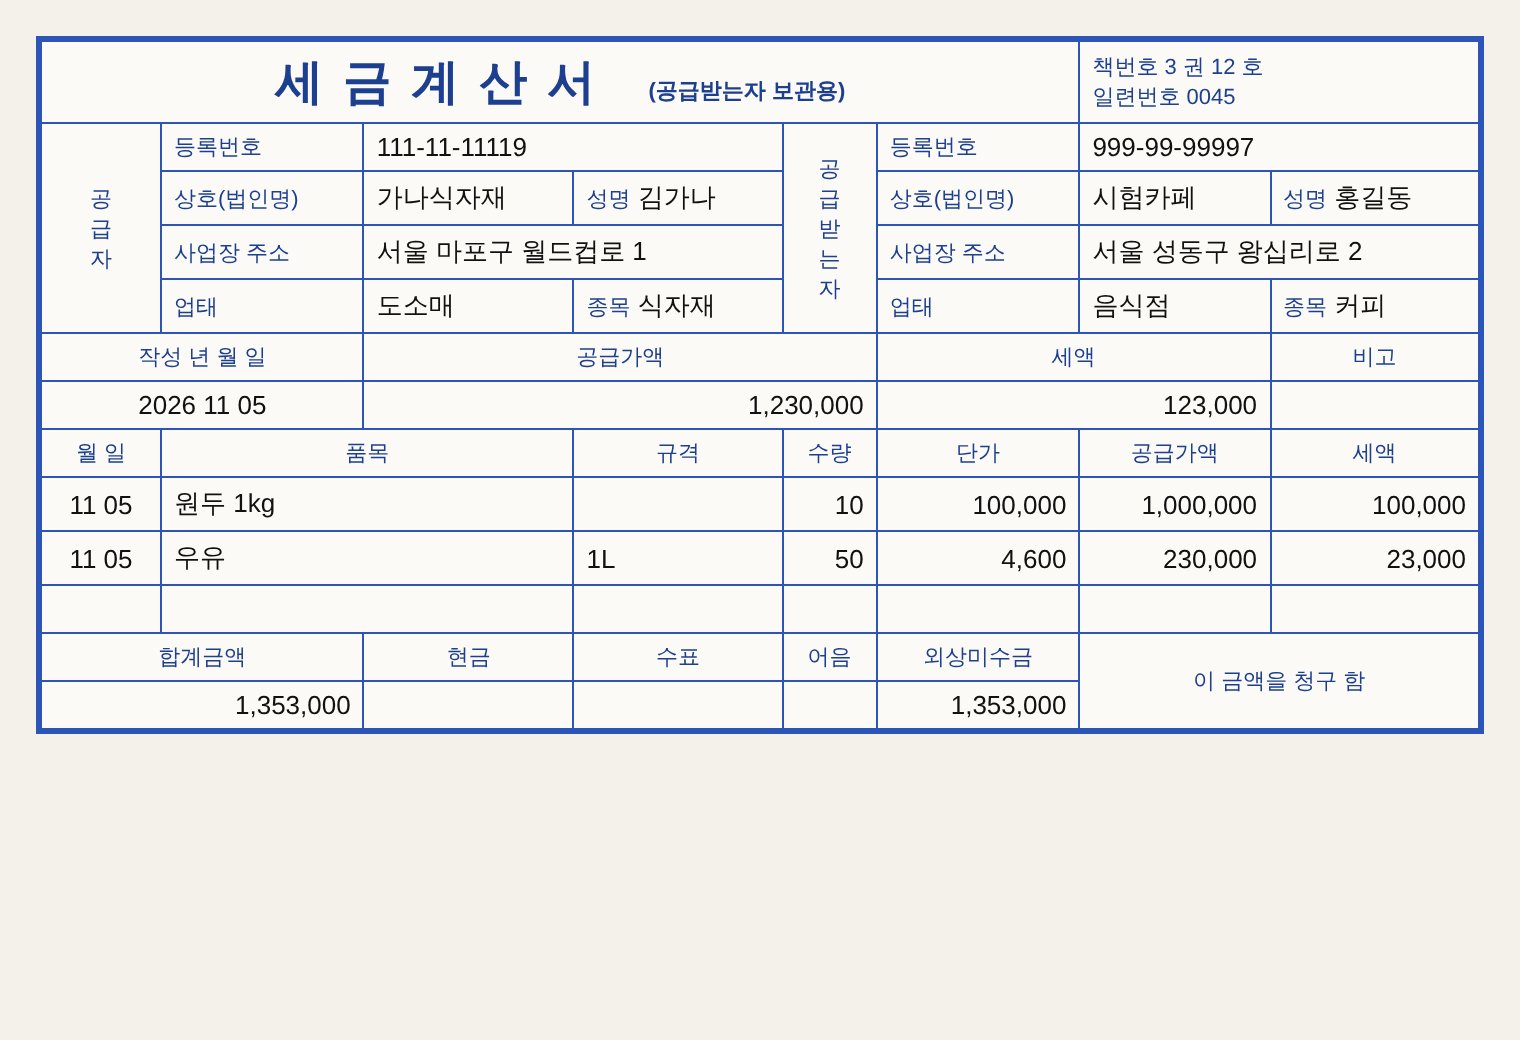 세 금 계 산 서 (공급받는자 보관용)
책번호 3 권 12 호
일련번호 0045
공급자
등록번호 111-11-11119
상호(법인명) 가나식자재 성명 김가나
사업장 주소 서울 마포구 월드컵로 1
업태 도소매 종목 식자재
공급받는자
등록번호 999-99-99997
상호(법인명) 시험카페 성명 홍길동
사업장 주소 서울 성동구 왕십리로 2
업태 음식점 종목 커피
작성 년 월 일 공급가액 세액 비고
2026 11 05 1,230,000 123,000
월 일 품목 규격 수량 단가 공급가액 세액
11 05 원두 1kg 10 100,000 1,000,000 100,000
11 05 우유 1L 50 4,600 230,000 23,000
합계금액 현금 수표 어음 외상미수금
1,353,000 1,353,000
이 금액을 청구 함